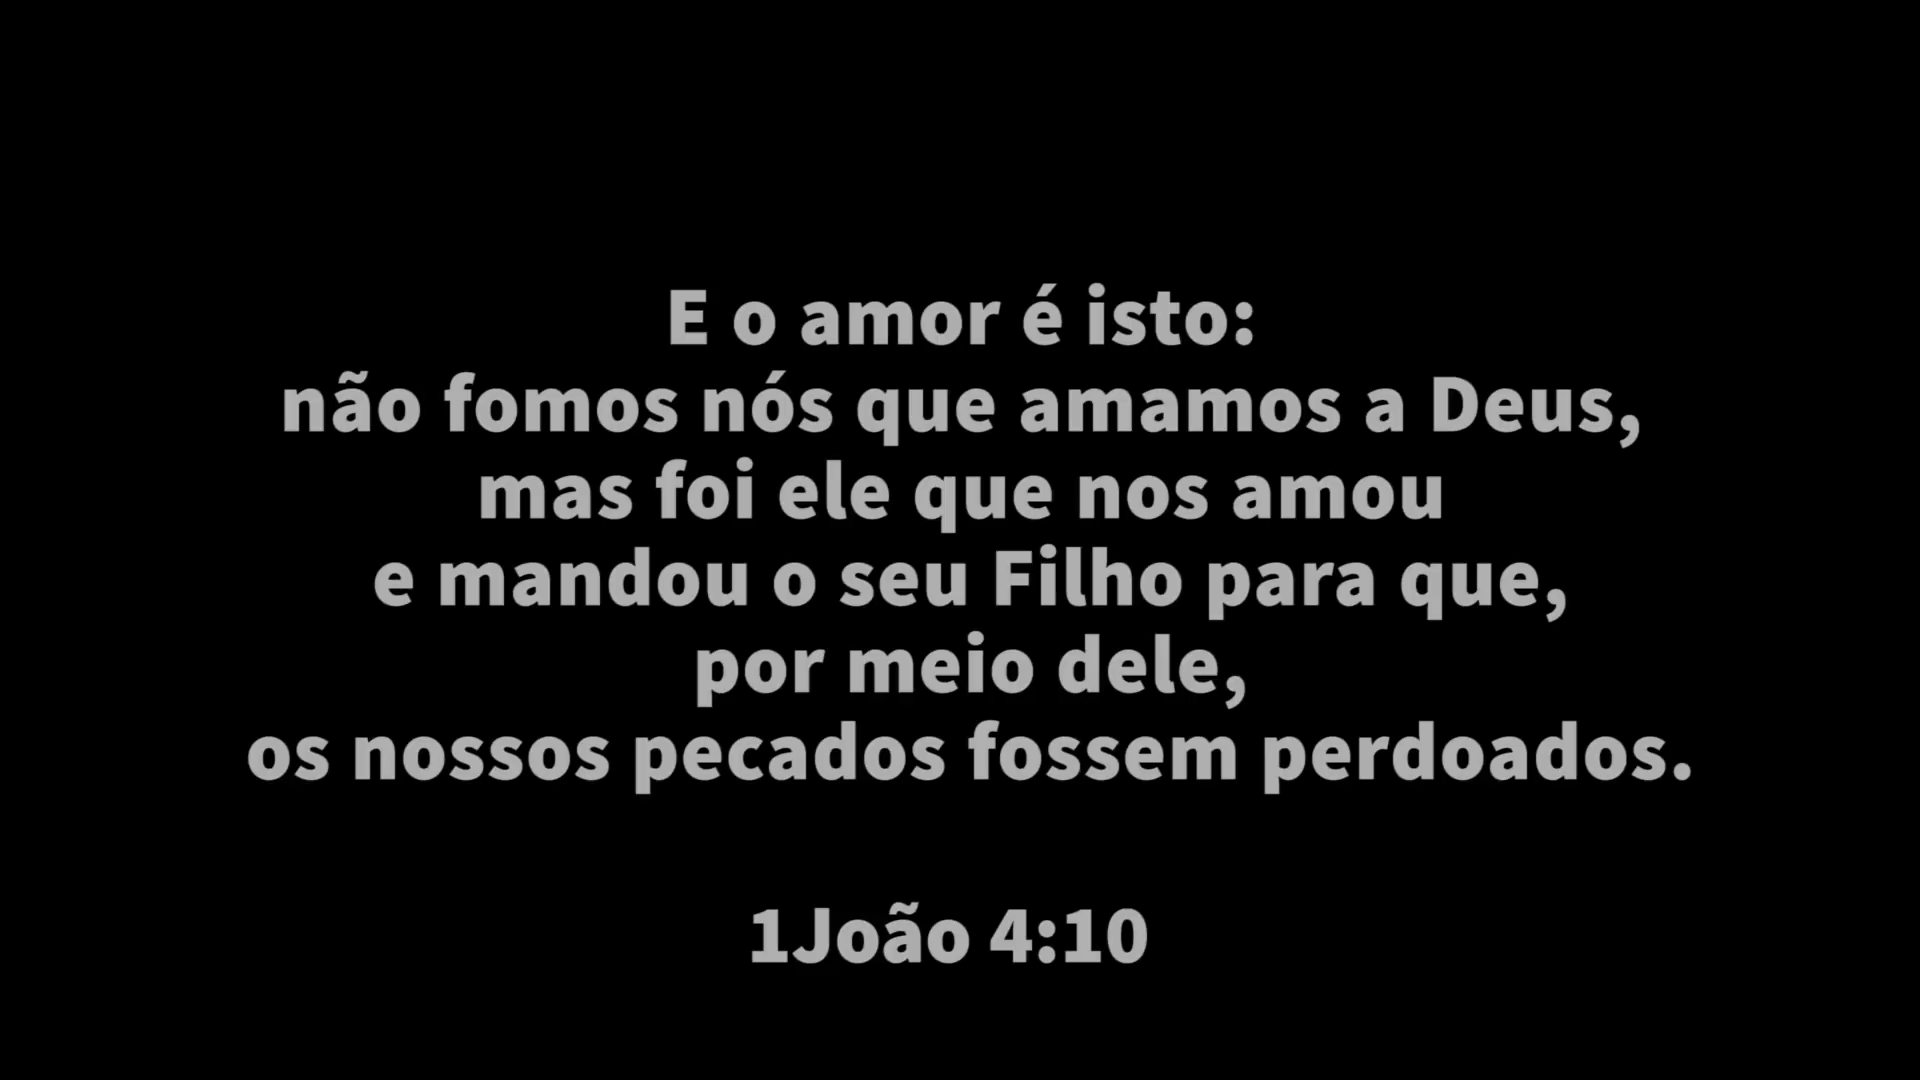 E o amor é isto:
não fomos nós que amamos a Deus,
mas foi ele que nos amou
e mandou o seu Filho para que,
por meio dele,
os nossos pecados fossem perdoados.
1João 4:10